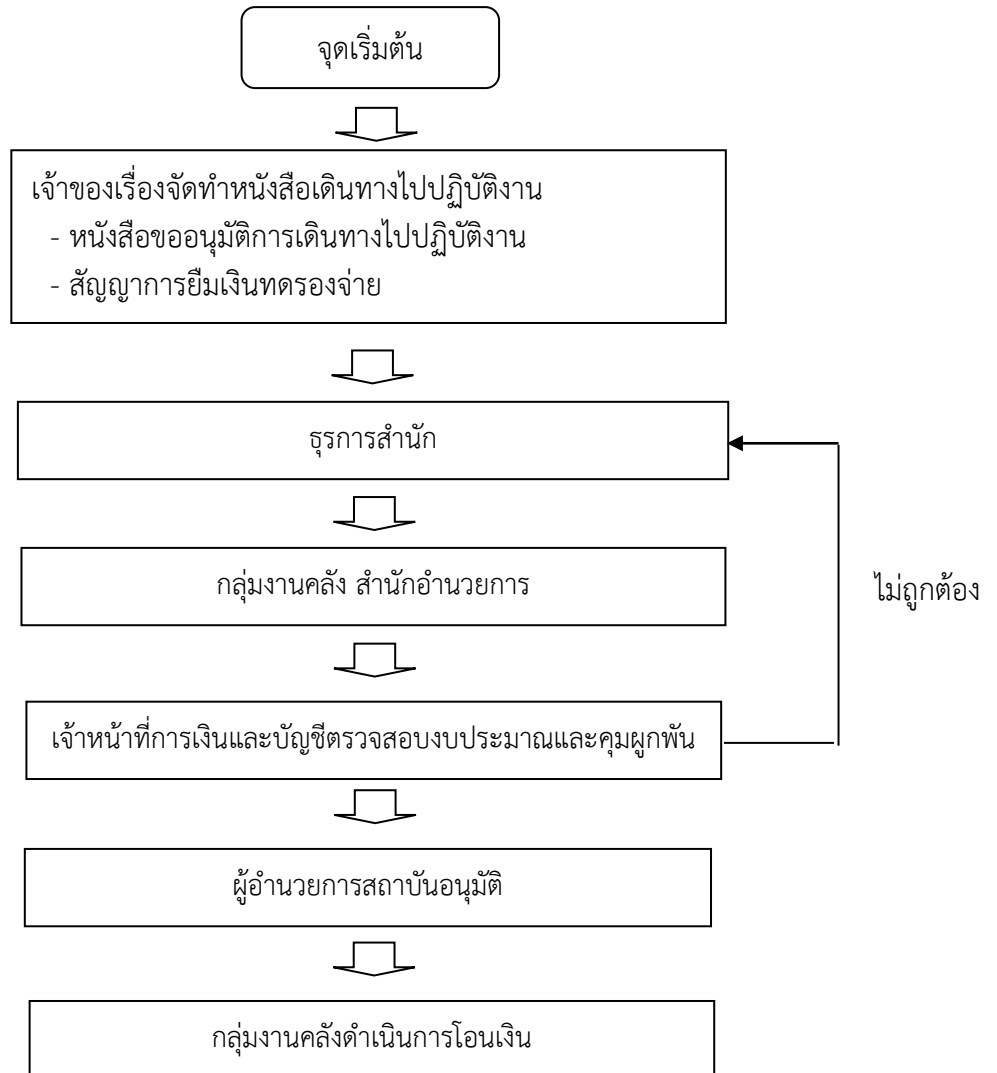 จุดเริ่มต้น
เจ้าของเรื่องจัดทำหนังสือเดินทางไปปฏิบัติงาน
- หนังสือขออนุมัติการเดินทางไปปฏิบัติงาน
- สัญญาการยืมเงินทดรองจ่าย
ธุรการสำนัก
กลุ่มงานคลัง สำนักอำนวยการ
ไม่ถูกต้อง
เจ้าหน้าที่การเงินและบัญชีตรวจสอบงบประมาณและคุมผูกพัน
ผู้อำนวยการสถาบันอนุมัติ
กลุ่มงานคลังดำเนินการโอนเงิน